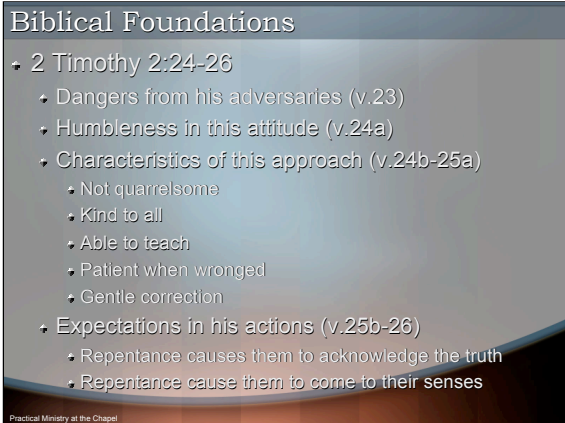 Biblical Foundations
2 Timothy 2:24-26
Dangers from his adversaries (v.23)
Humbleness in this attitude (v.24a)
Characteristics of this approach (v.24b-25a)
Not quarrelsome
Kind to all
Able to teach
Patient when wronged
Gentle correction
Expectations in his actions (v.25b-26)
Repentance causes them to acknowledge the truth
Repentance cause them to come to their senses
Practical Ministry at the Chapel